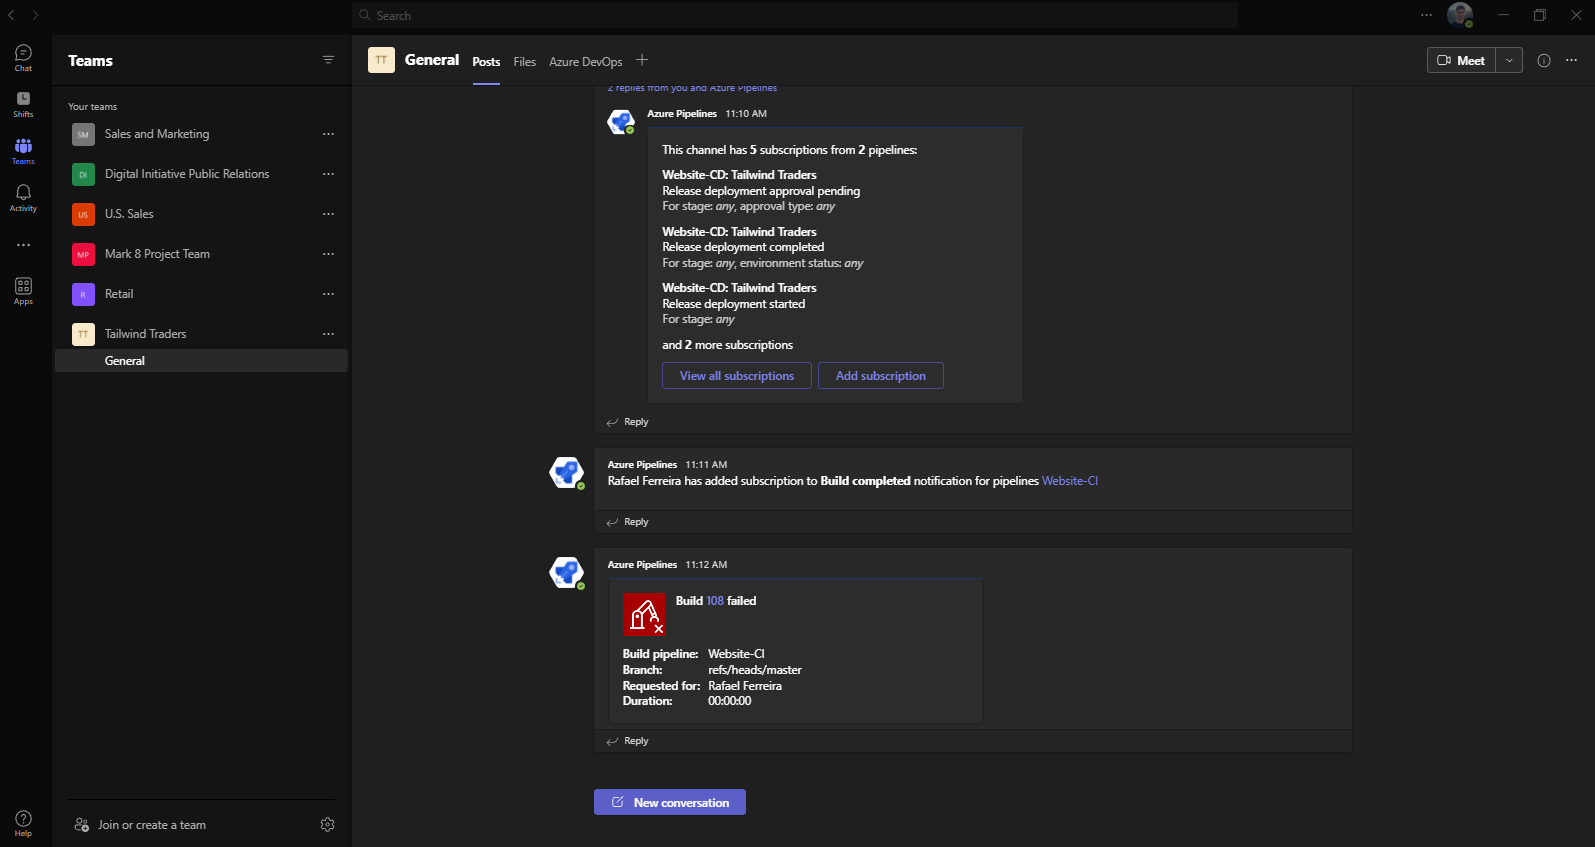 Search
Chat
Shifts
Teams
Activity
Apps
Help
Teams
Your teams
SM Sales and Marketing
DI Digital Initiative Public Relations
US U.S. Sales
MP Mark 8 Project Team
R Retail
TT Tailwind Traders
General
Join or create a team
TT General Posts Files Azure DevOps
Meet
2 replies from you and Azure Pipelines
Azure Pipelines 11:10 AM
This channel has 5 subscriptions from 2 pipelines:
Website-CD: Tailwind Traders
Release deployment approval pending
For stage: any, approval type: any
Website-CD: Tailwind Traders
Release deployment completed
For stage: any, environment status: any
Website-CD: Tailwind Traders
Release deployment started
For stage: any
and 2 more subscriptions
View all subscriptions Add subscription
Reply
Azure Pipelines 11:11 AM
Rafael Ferreira has added subscription to Build completed notification for pipelines Website-CI
Reply
Azure Pipelines 11:12 AM
Build 108 failed
Build pipeline: Website-CI
Branch: refs/heads/master
Requested for: Rafael Ferreira
Duration: 00:00:00
Reply
New conversation